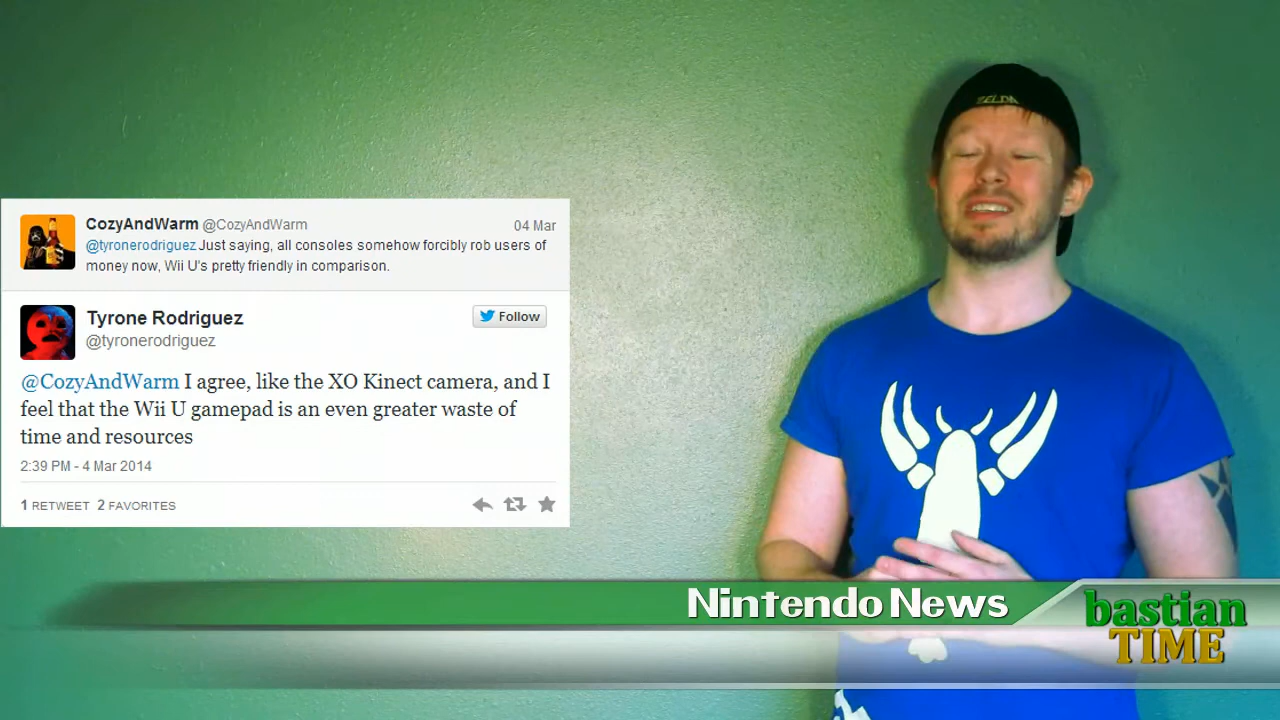 ZELDA
CozyAndWarm @CozyAndWarm 04 Mar
@tyronerodriguez Just saying, all consoles somehow forcibly rob users of
money now, Wii U's pretty friendly in comparison.
Tyrone Rodriguez
Follow
@tyronerodriguez
@CozyAndWarm I agree, like the XO Kinect camera, and I
feel that the Wii U gamepad is an even greater waste of
time and resources
2:39 PM - 4 Mar 2014
1 RETWEET 2 FAVORITES
Nintendo News
bastian
TIME